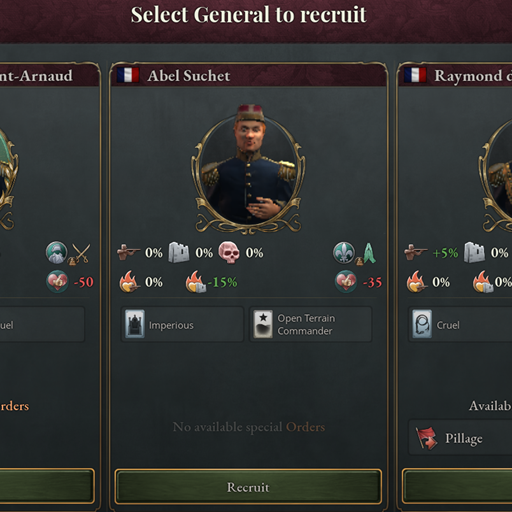 Select General to recruit
nt-Arnaud
Abel Suchet
Raymond d
0%
0%
0%
+5%
0%
-50
0%
-15%
-35
0%
0%
uel
Imperious
Open Terrain
Commander
Cruel
rders
No available special Orders
Availab
Pillage
Recruit